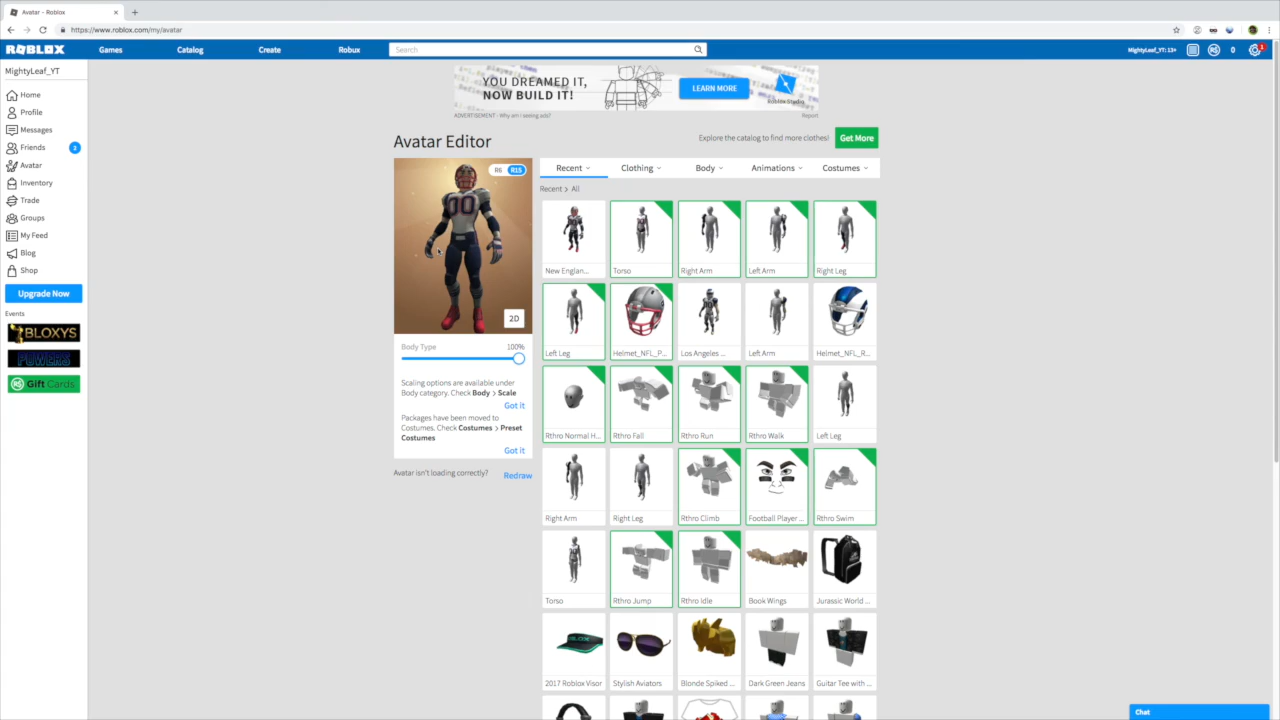 Avatar - Roblox
https://www.roblox.com/my/avatar
ROBLOX
Games
Catalog
Create
Robux
Search
MightyLeaf_YT: 13+
0
1
MightyLeaf_YT
Home
Profile
Messages
Friends
2
Avatar
Inventory
Trade
Groups
My Feed
Blog
Shop
Upgrade Now
Events
BLOXYS
POWERS
Gift Cards
YOU DREAMED IT,
NOW BUILD IT!
LEARN MORE
Roblox Studio
ADVERTISEMENT - Why am I seeing ads?
Report
Avatar Editor
Explore the catalog to find more clothes!
Get More
R6
R15
00
2D
Body Type
100%
Scaling options are available under
Body category. Check Body > Scale
Got it
Packages have been moved to
Costumes. Check Costumes > Preset
Costumes
Got it
Avatar isn't loading correctly?
Redraw
Recent
Clothing
Body
Animations
Costumes
Recent > All
New Englan...
Torso
Right Arm
Left Arm
Right Leg
Left Leg
Helmet_NFL_P...
Los Angeles ...
Left Arm
Helmet_NFL_R...
Rthro Normal H...
Rthro Fall
Rthro Run
Rthro Walk
Left Leg
Right Arm
Right Leg
Rthro Climb
Football Player ...
Rthro Swim
Torso
Rthro Jump
Rthro Idle
Book Wings
Jurassic World ...
2017 Roblox Visor
Stylish Aviators
Blonde Spiked ...
Dark Green Jeans
Guitar Tee with ...
Chat